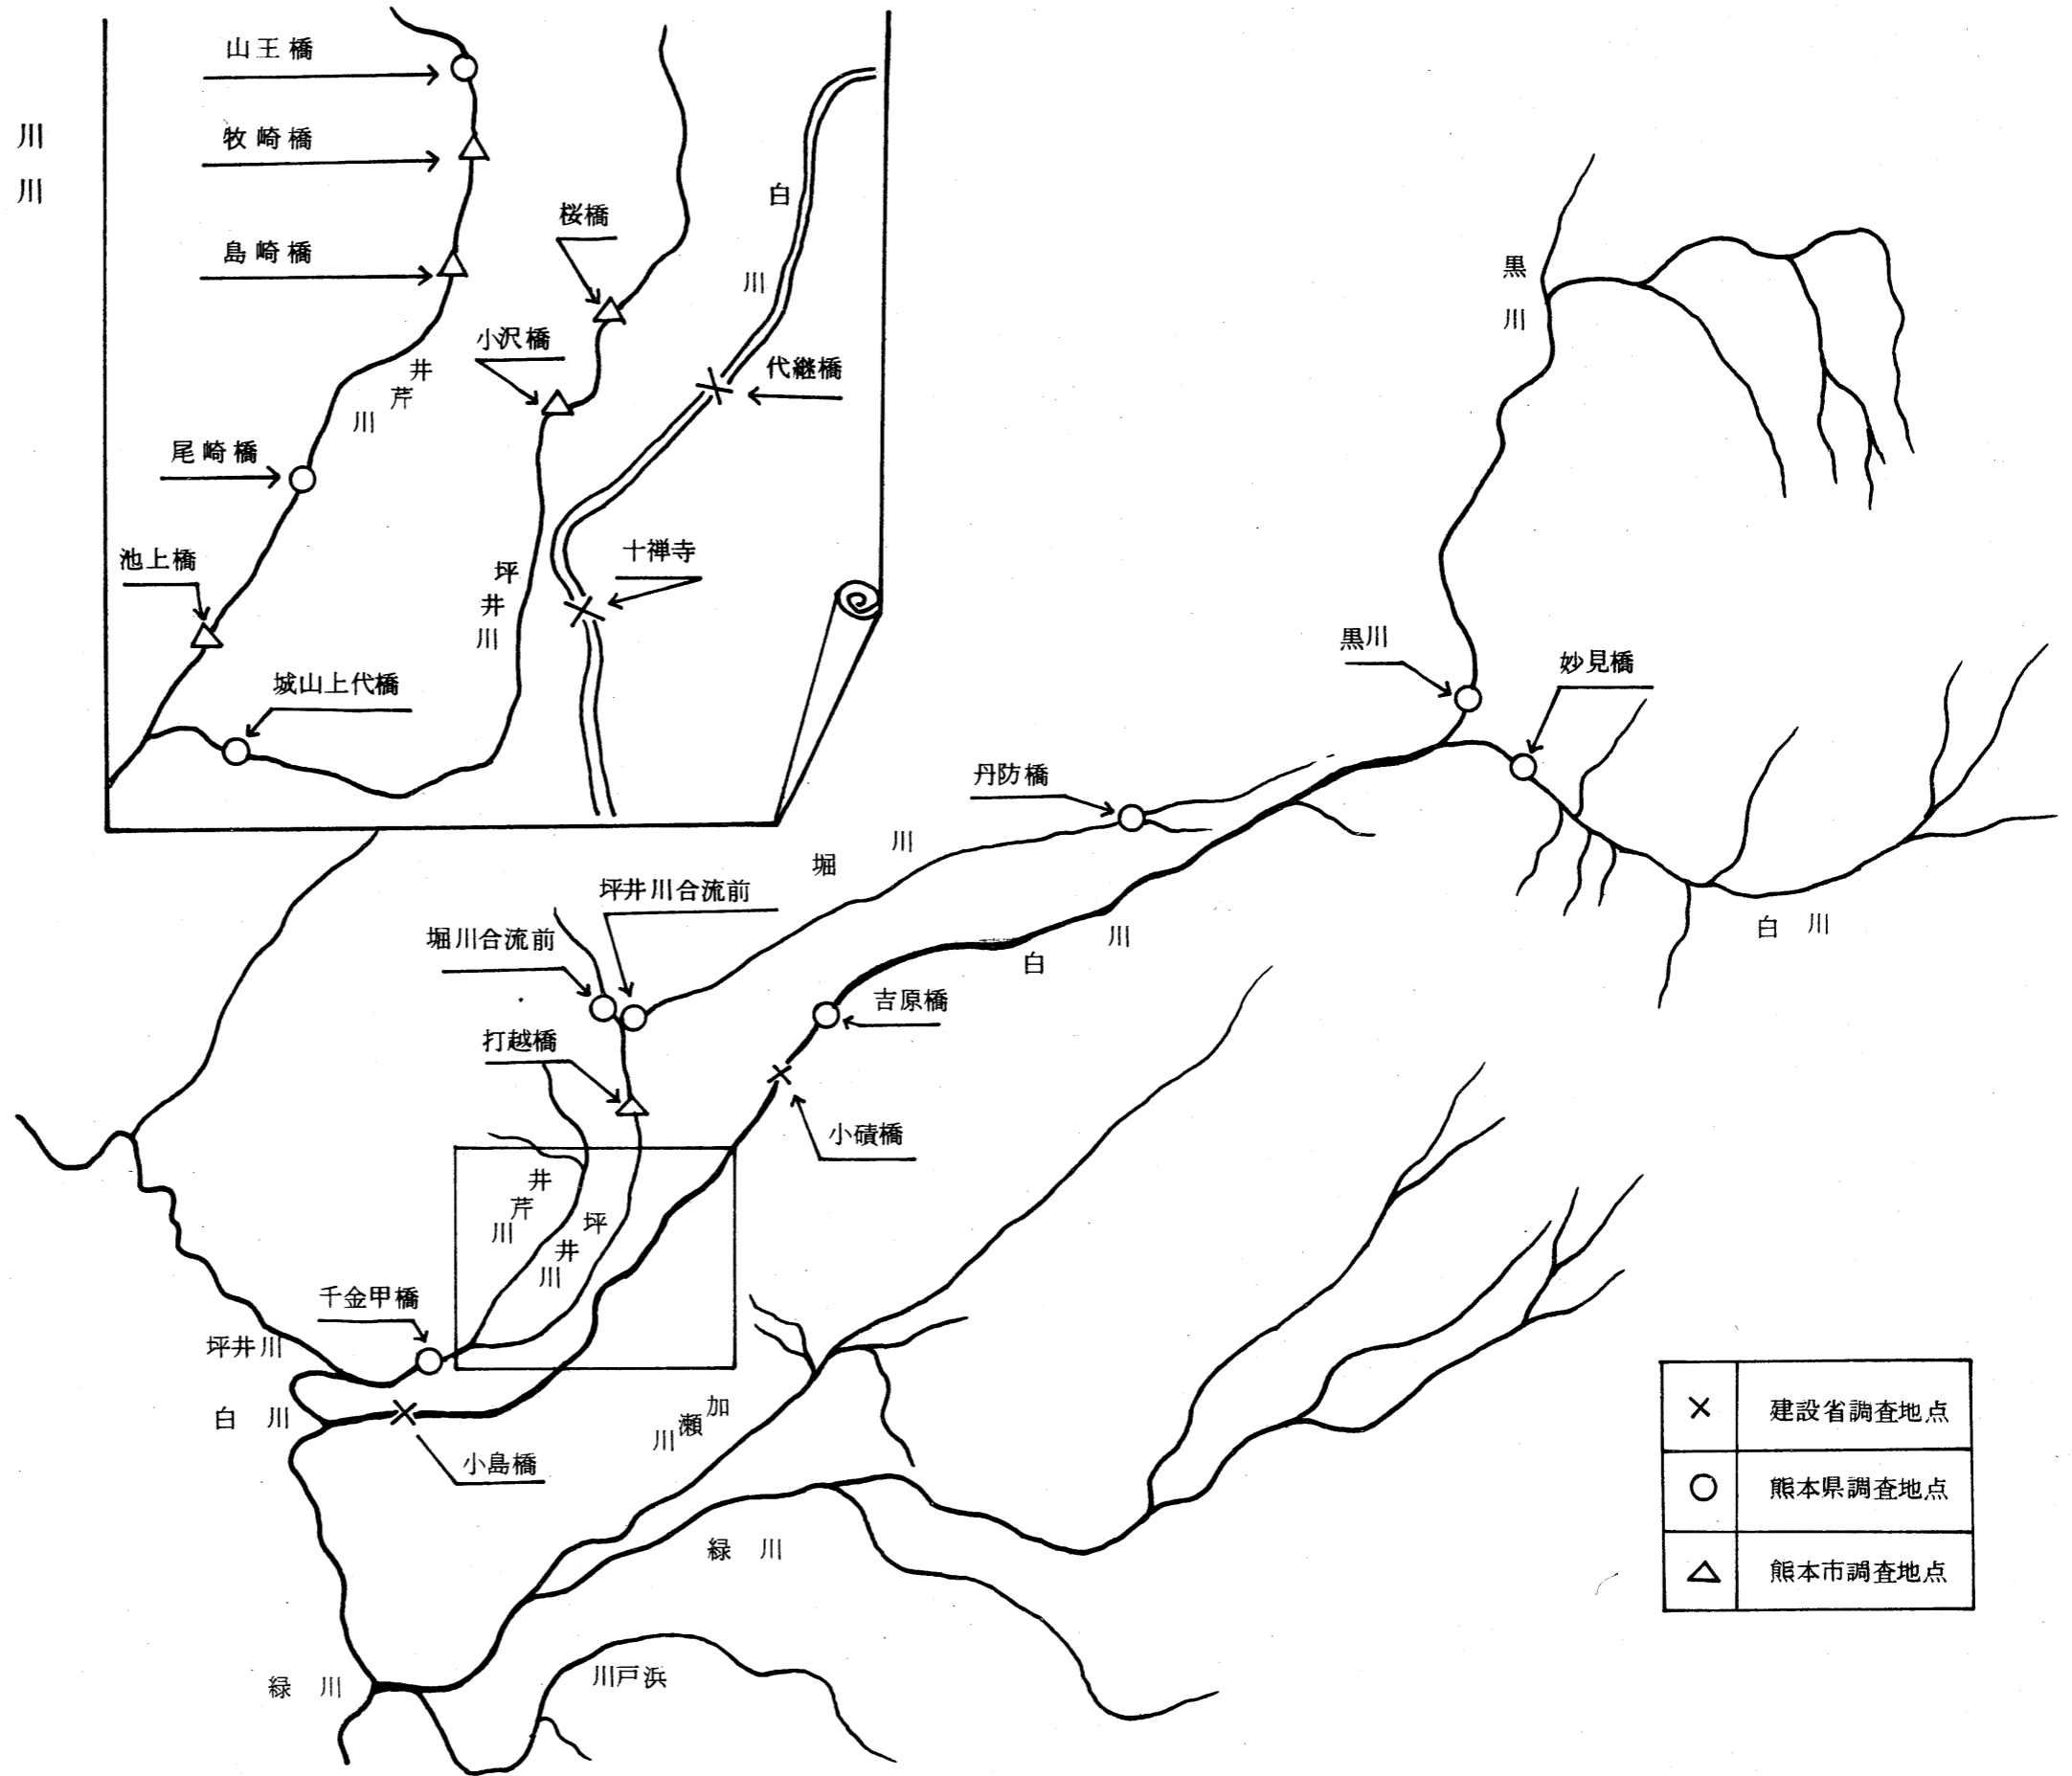 川
川
山王橋
牧崎橋
島崎橋
井芹川
尾崎橋
池上橋
城山上代橋
桜橋
小沢橋
坪井川
白川
代継橋
十禅寺
黒川
黒川
妙見橋
白川
丹防橋
堀川
白川
坪井川合流前
堀川合流前
打越橋
吉原橋
小磧橋
井芹川
坪井川
千金甲橋
坪井川
白川
小島橋
加瀬川
緑川
緑川
川戸浜
× 建設省調査地点
○ 熊本県調査地点
△ 熊本市調査地点